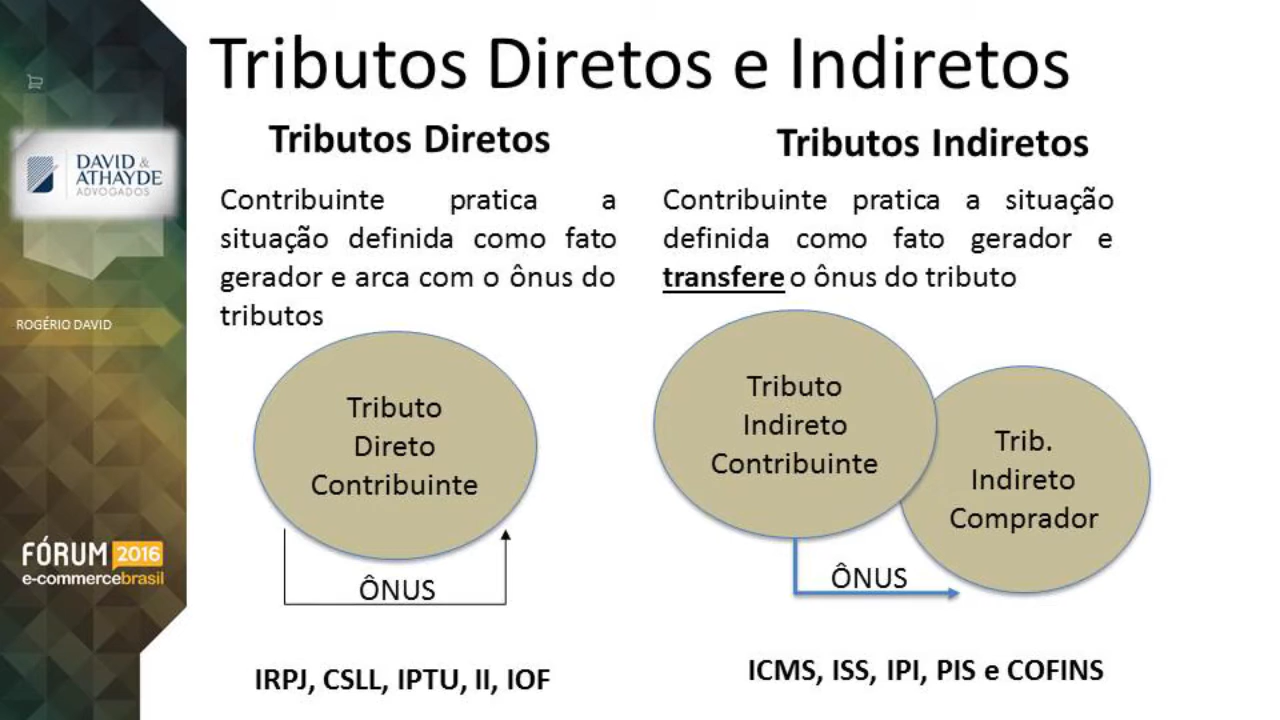 Tributos Diretos e Indiretos
DAVID &
ATHAYDE
ADVOGADOS
ROGÉRIO DAVID
FÓRUM 2016
e-commercebrasil
Tributos Diretos
Contribuinte pratica a
situação definida como fato
gerador e arca com o ônus do
tributos
Tributo
Direto
Contribuinte
ÔNUS
IRPJ, CSLL, IPTU, II, IOF
Tributos Indiretos
Contribuinte pratica a situação
definida como fato gerador e
transfere o ônus do tributo
Tributo
Indireto
Contribuinte
Trib.
Indireto
Comprador
ÔNUS
ICMS, ISS, IPI, PIS e COFINS